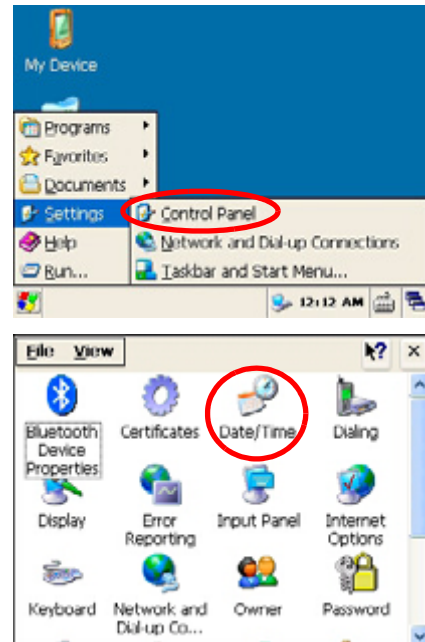 My Device
Programs
Favorites
Documents
Settings
Control Panel
Help
Network and Dial-up Connections
Run...
Taskbar and Start Menu...
12:12 AM
File View
?
×
Bluetooth
Device
Properties
Certificates
Date/Time
Dialing
Display
Error
Reporting
Input Panel
Internet
Options
Keyboard
Network and
Dial-up Co...
Owner
Password